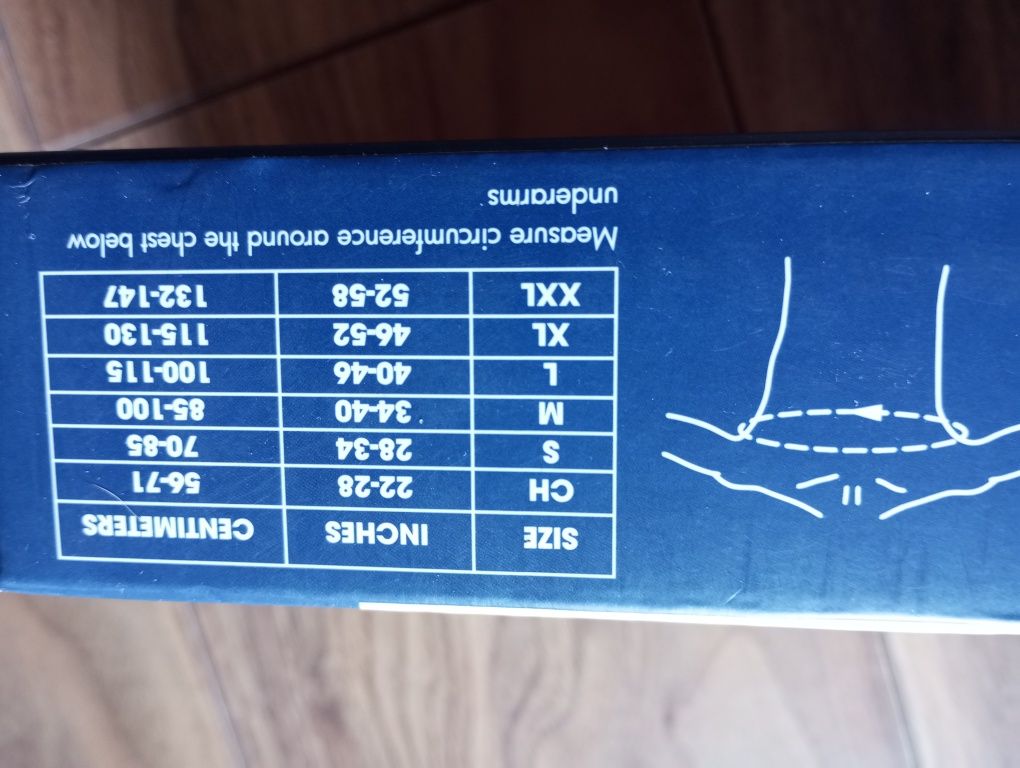 SIZE INCHES CENTIMETERS
CH 22-28 56-71
S 28-34 70-85
M 34-40 85-100
L 40-46 100-115
XL 46-52 115-130
XXL 52-58 132-147
Measure circumference around the chest below
underarms